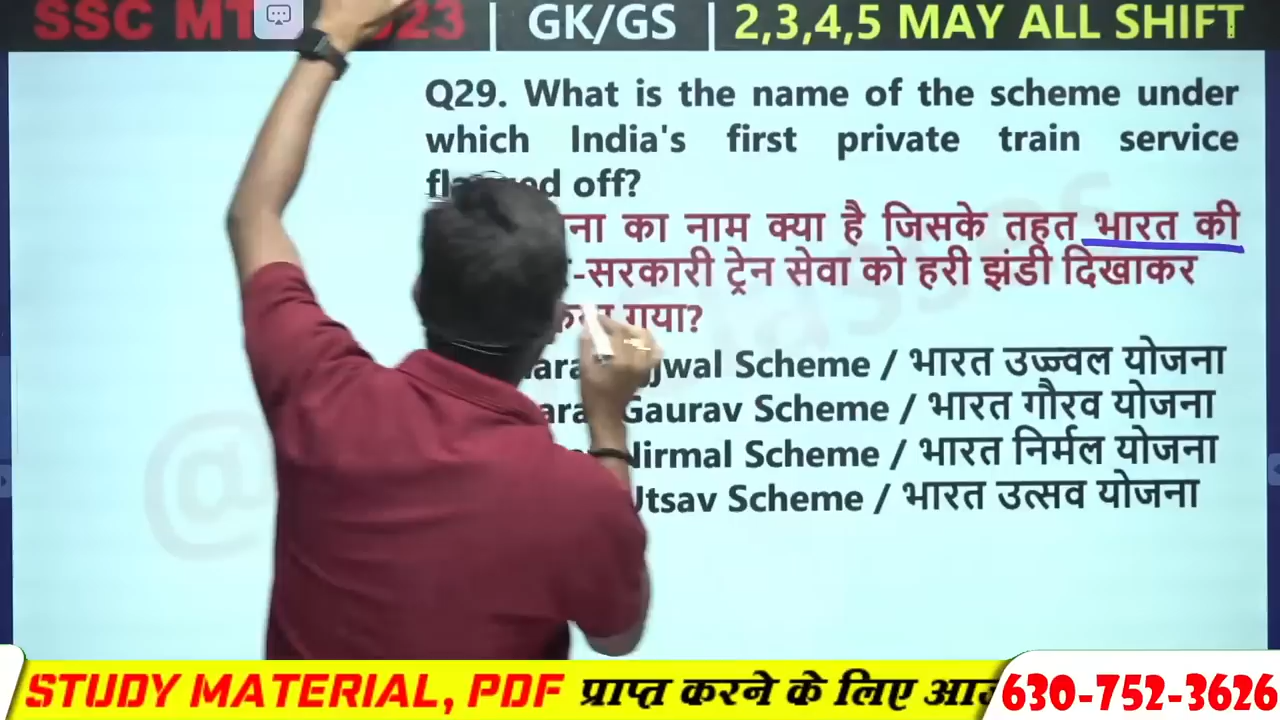 SSC MT 2023 | GK/GS | 2,3,4,5 MAY ALL SHIFT
Q29. What is the name of the scheme under
which India's first private train service
off?
का नाम क्या है जिसके तहत भारत की
-सरकारी ट्रेन सेवा को हरी झंडी दिखाकर
गया?
Scheme / भारत उज्ज्वल योजना
Gaurav Scheme / भारत गौरव योजना
Nirmal Scheme / भारत निर्मल योजना
Utsav Scheme / भारत उत्सव योजना
STUDY MATERIAL, PDF प्राप्त करने के लिए
630-752-3626